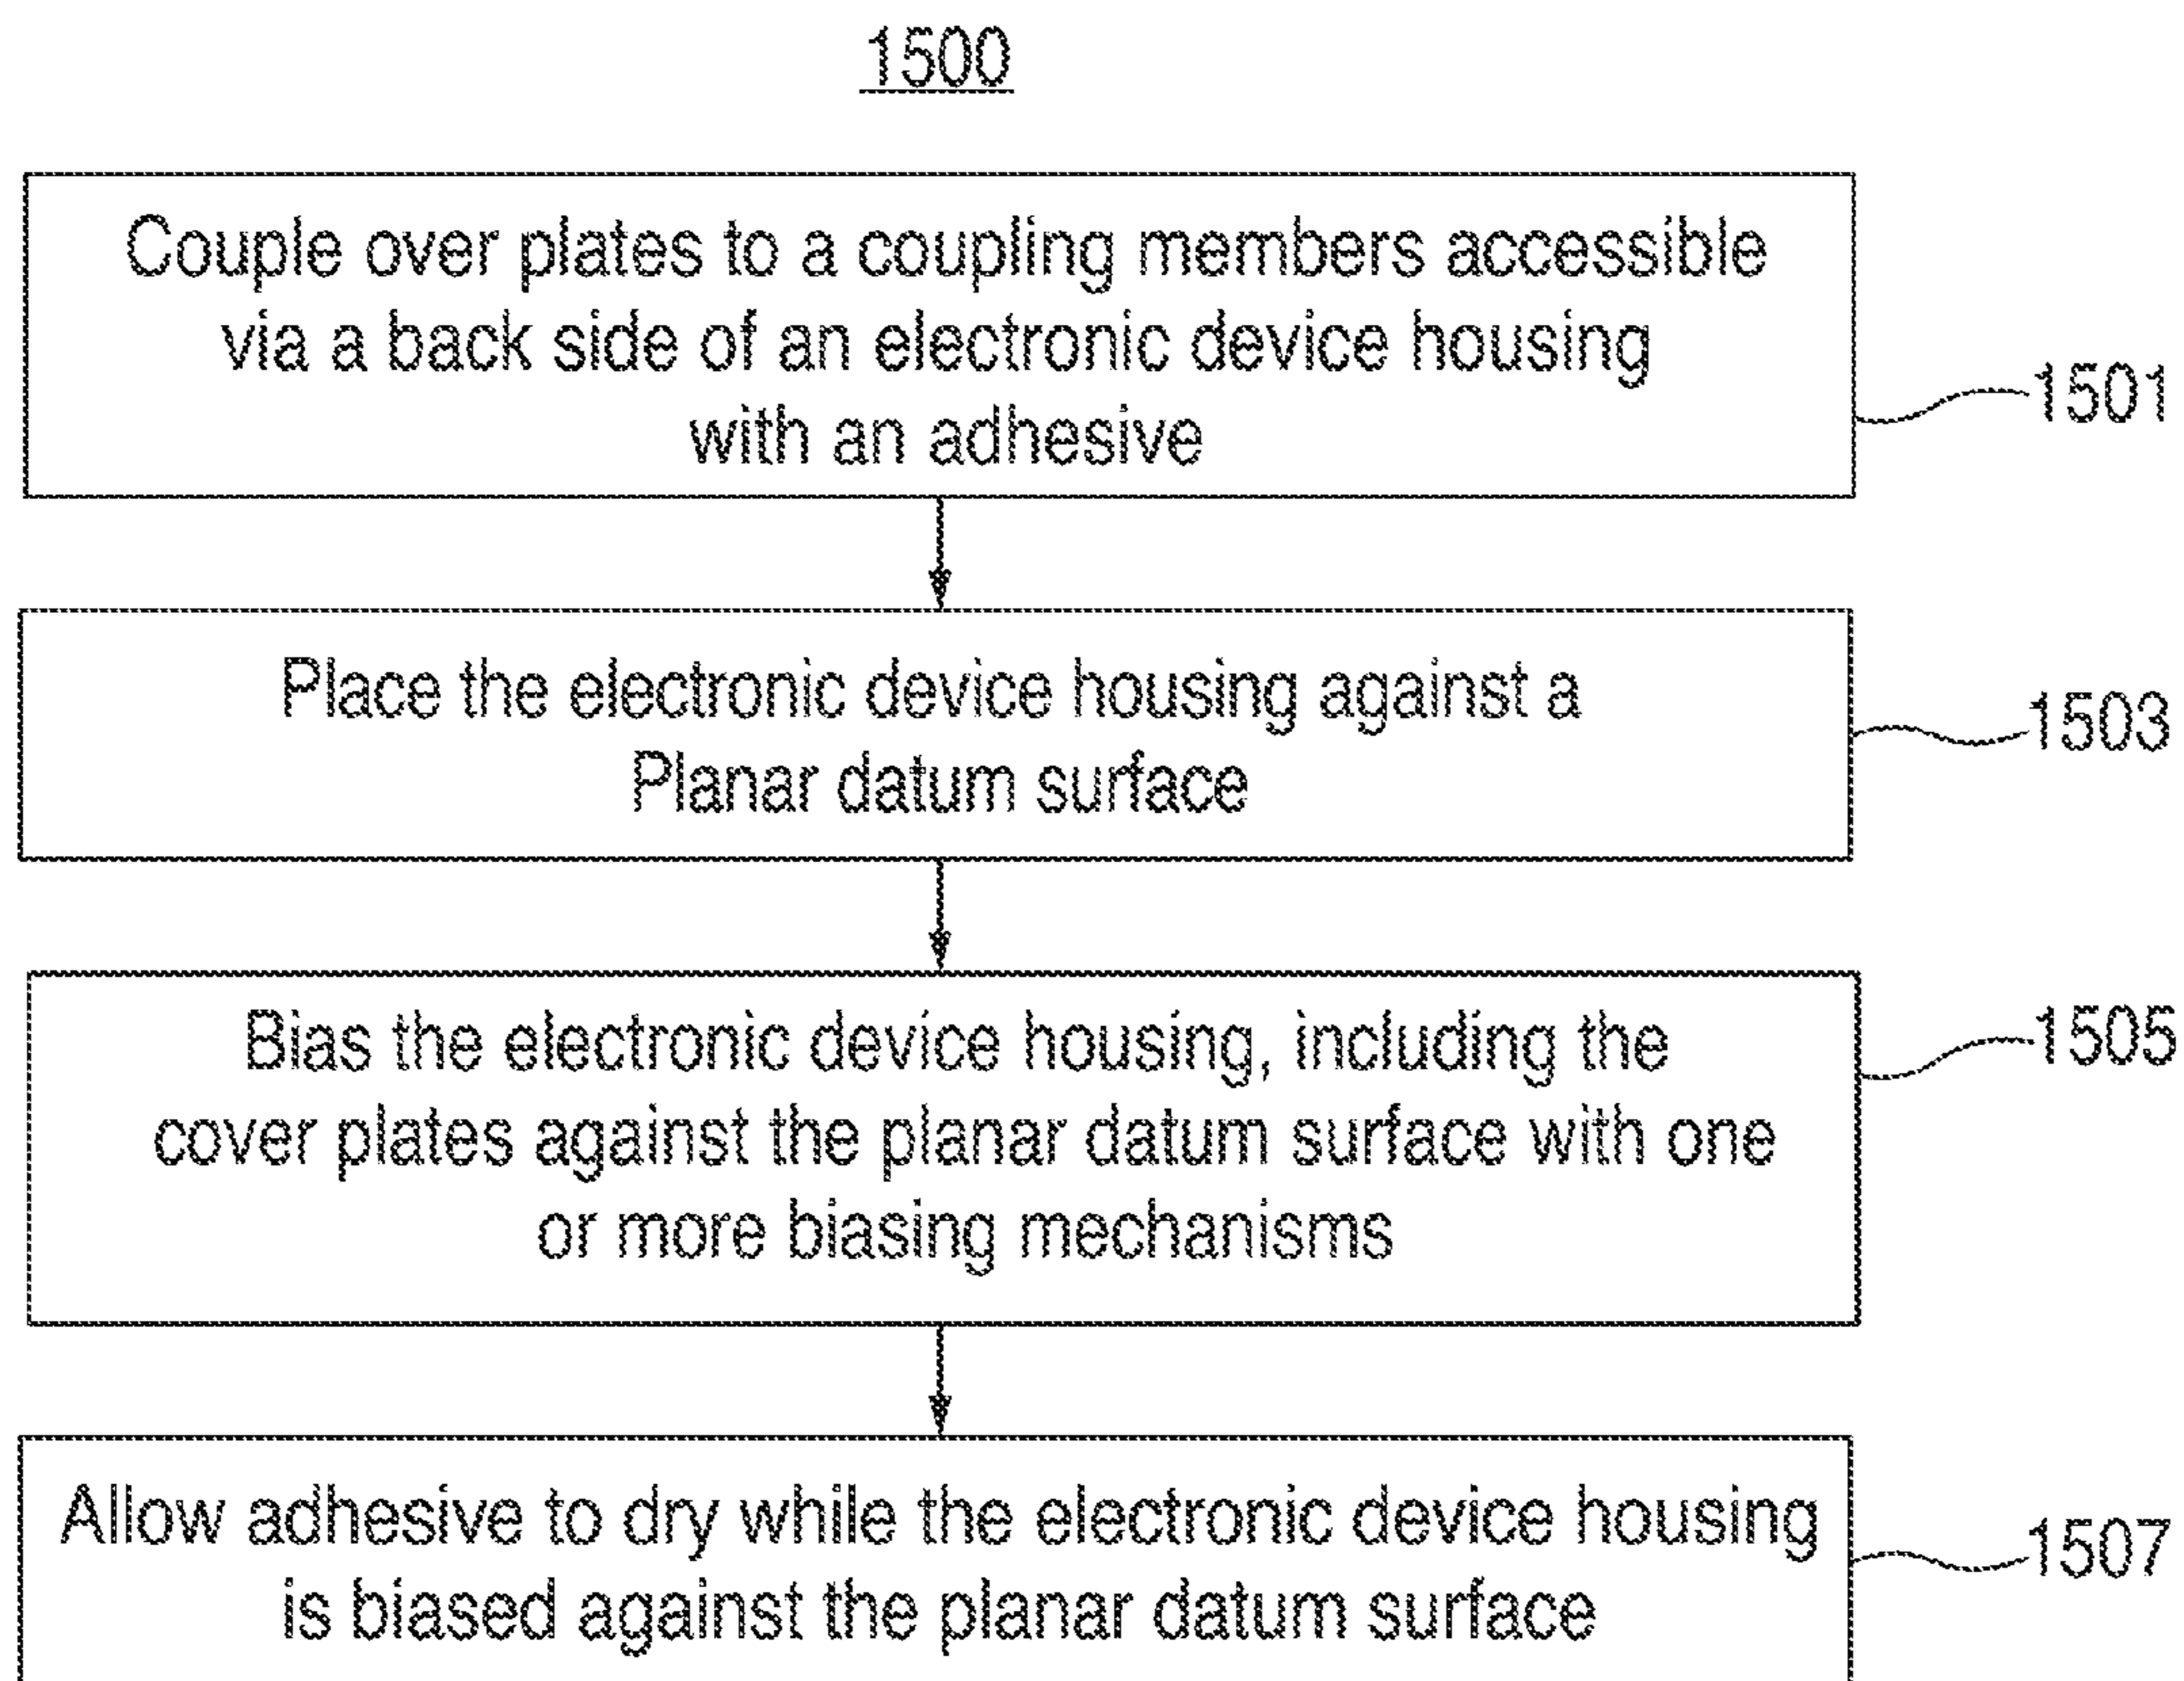 1500
Couple over plates to a coupling members accessible
via a back side of an electronic device housing
with an adhesive
1501
Place the electronic device housing against a
Planar datum surface
1503
Bias the electronic device housing, including the
cover plates against the planar datum surface with one
or more biasing mechanisms
1505
Allow adhesive to dry while the electronic device housing
is biased against the planar datum surface
1507